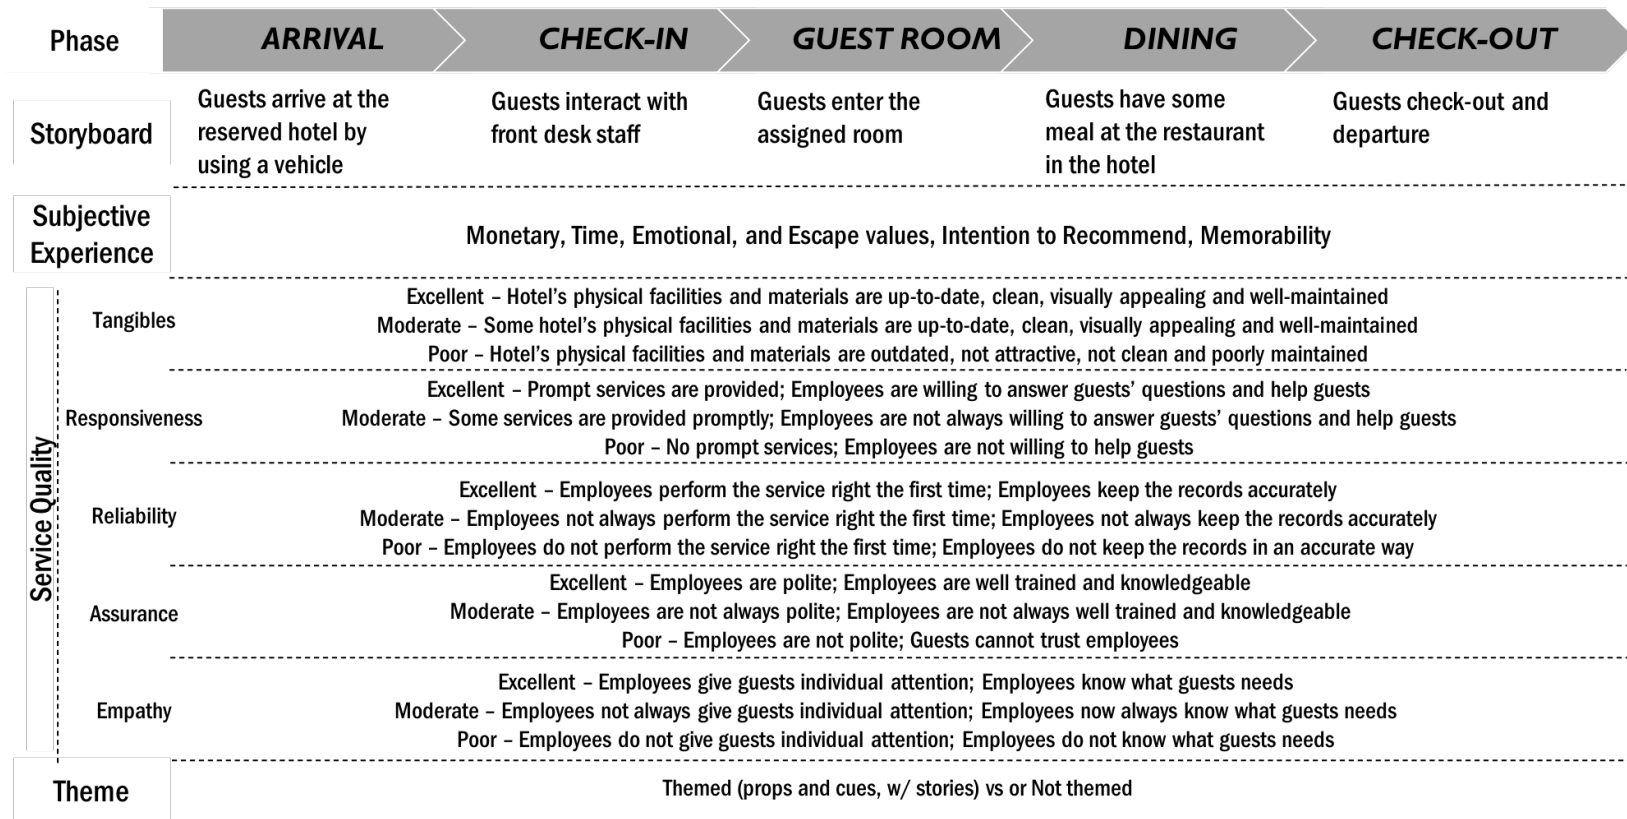 Phase
ARRIVAL
CHECK-IN
GUEST ROOM
DINING
CHECK-OUT
Storyboard
Guests arrive at the
reserved hotel by
using a vehicle
Guests interact with
front desk staff
Guests enter the
assigned room
Guests have some
meal at the restaurant
in the hotel
Guests check-out and
departure
Subjective
Experience
Monetary, Time, Emotional, and Escape values, Intention to Recommend, Memorability
Service Quality
Tangibles
Excellent – Hotel's physical facilities and materials are up-to-date, clean, visually appealing and well-maintained
Moderate – Some hotel's physical facilities and materials are up-to-date, clean, visually appealing and well-maintained
Poor – Hotel's physical facilities and materials are outdated, not attractive, not clean and poorly maintained
Responsiveness
Excellent – Prompt services are provided; Employees are willing to answer guests' questions and help guests
Moderate – Some services are provided promptly; Employees are not always willing to answer guests' questions and help guests
Poor – No prompt services; Employees are not willing to help guests
Reliability
Excellent – Employees perform the service right the first time; Employees keep the records accurately
Moderate – Employees not always perform the service right the first time; Employees not always keep the records accurately
Poor – Employees do not perform the service right the first time; Employees do not keep the records in an accurate way
Assurance
Excellent – Employees are polite; Employees are well trained and knowledgeable
Moderate – Employees are not always polite; Employees are not always well trained and knowledgeable
Poor – Employees are not polite; Guests cannot trust employees
Empathy
Excellent – Employees give guests individual attention; Employees know what guests needs
Moderate – Employees not always give guests individual attention; Employees now always know what guests needs
Poor – Employees do not give guests individual attention; Employees do not know what guests needs
Theme
Themed (props and cues, w/ stories) vs or Not themed